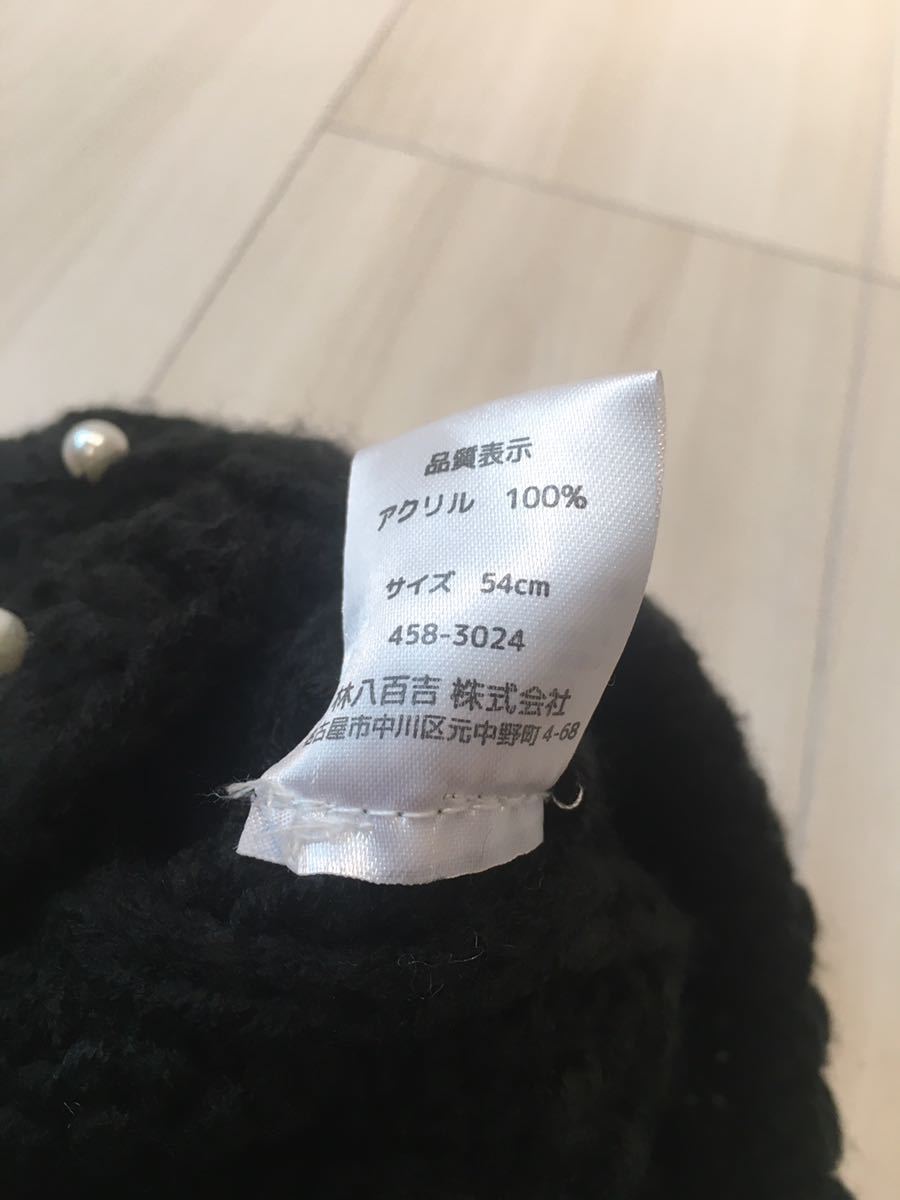 品質表示
アクリル 100%
サイズ 54cm
458-3024
林八百吉 株式会社
名古屋市中川区元中野町4-68